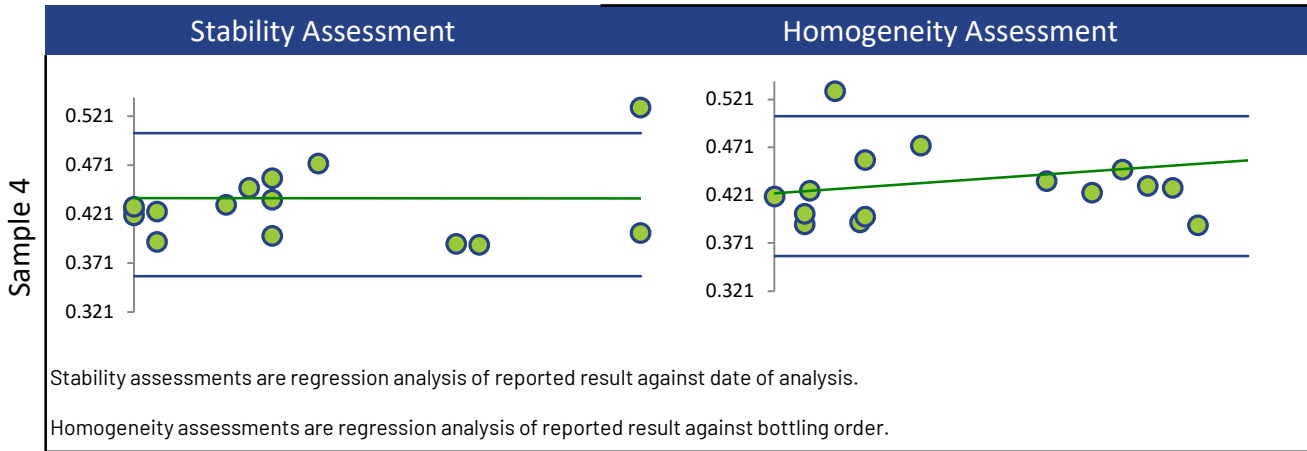 Stability Assessment
Homogeneity Assessment
Sample 4
0.521
0.471
0.421
0.371
0.321
0.521
0.471
0.421
0.371
0.321
Stability assessments are regression analysis of reported result against date of analysis.
Homogeneity assessments are regression analysis of reported result against bottling order.